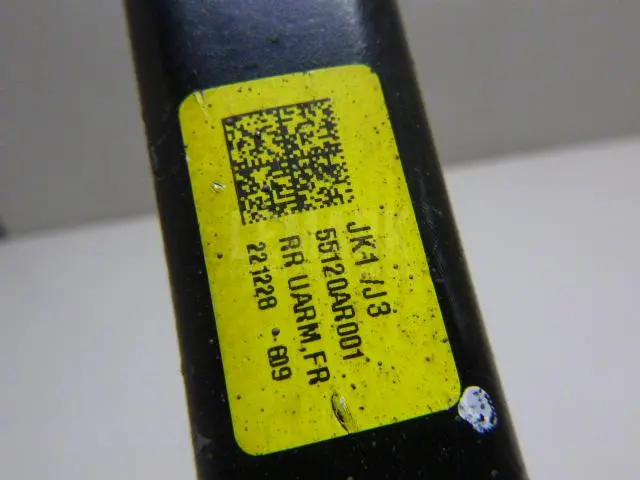 JK1 /J3
55120AR001
RR UARM,FR
221228 • 609